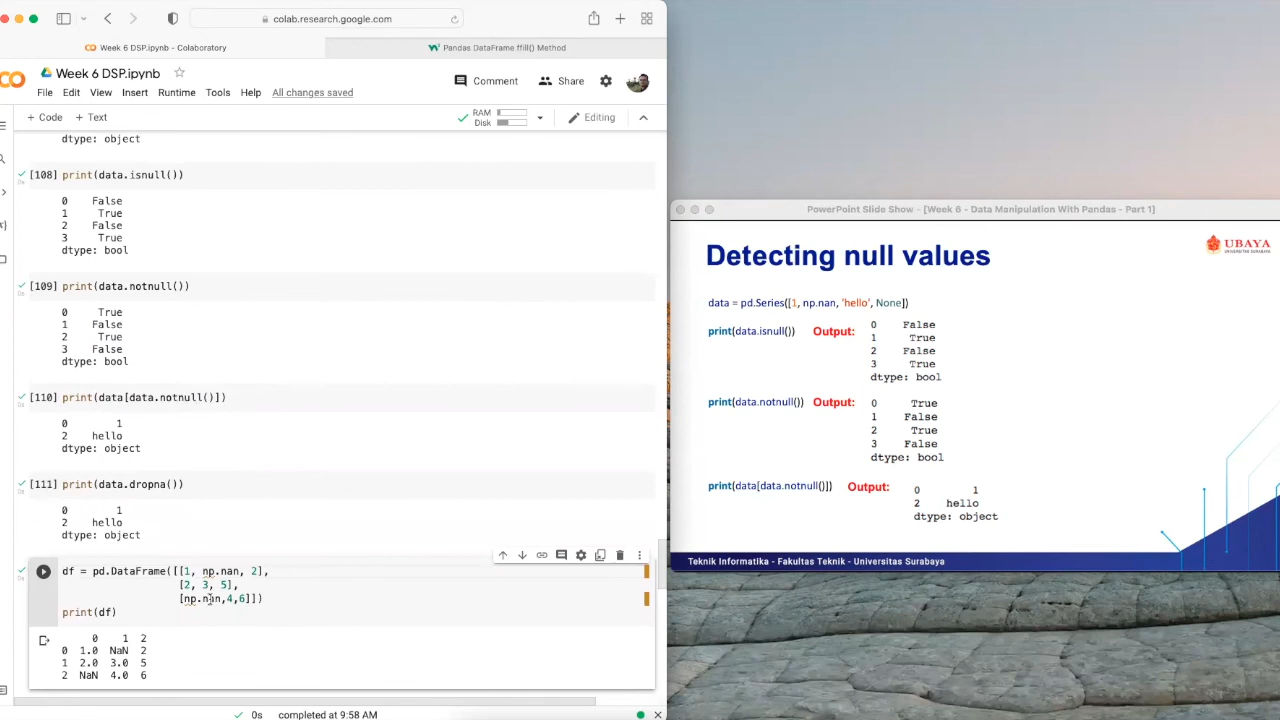 colab.research.google.com
Week 6 DSP.ipynb - Colaboratory
Pandas DataFrame ffill() Method
Week 6 DSP.ipynb
Comment
Share
File Edit View Insert Runtime Tools Help All changes saved
+ Code + Text
RAM
Disk
Editing
dtype: object
[108] print(data.isnull())
0 False
1 True
2 False
3 True
dtype: bool
[109] print(data.notnull())
0 True
1 False
2 True
3 False
dtype: bool
[110] print(data[data.notnull()])
0 1
2 hello
dtype: object
[111] print(data.dropna())
0 1
2 hello
dtype: object
df = pd.DataFrame([[1, np.nan, 2],
[2, 3, 5],
[np.nan,4,6]])
print(df)
0 1 2
0 1.0 NaN 2
1 2.0 3.0 5
2 NaN 4.0 6
0s completed at 9:58 AM
PowerPoint Slide Show - [Week 6 - Data Manipulation With Pandas - Part 1]
Detecting null values
UBAYA
UNIVERSITAS SURABAYA
data = pd.Series([1, np.nan, 'hello', None])
print(data.isnull()) Output:
0 False
1 True
2 False
3 True
dtype: bool
print(data.notnull()) Output:
0 True
1 False
2 True
3 False
dtype: bool
print(data[data.notnull()]) Output:
0 1
2 hello
dtype: object
Teknik Informatika - Fakultas Teknik - Universitas Surabaya